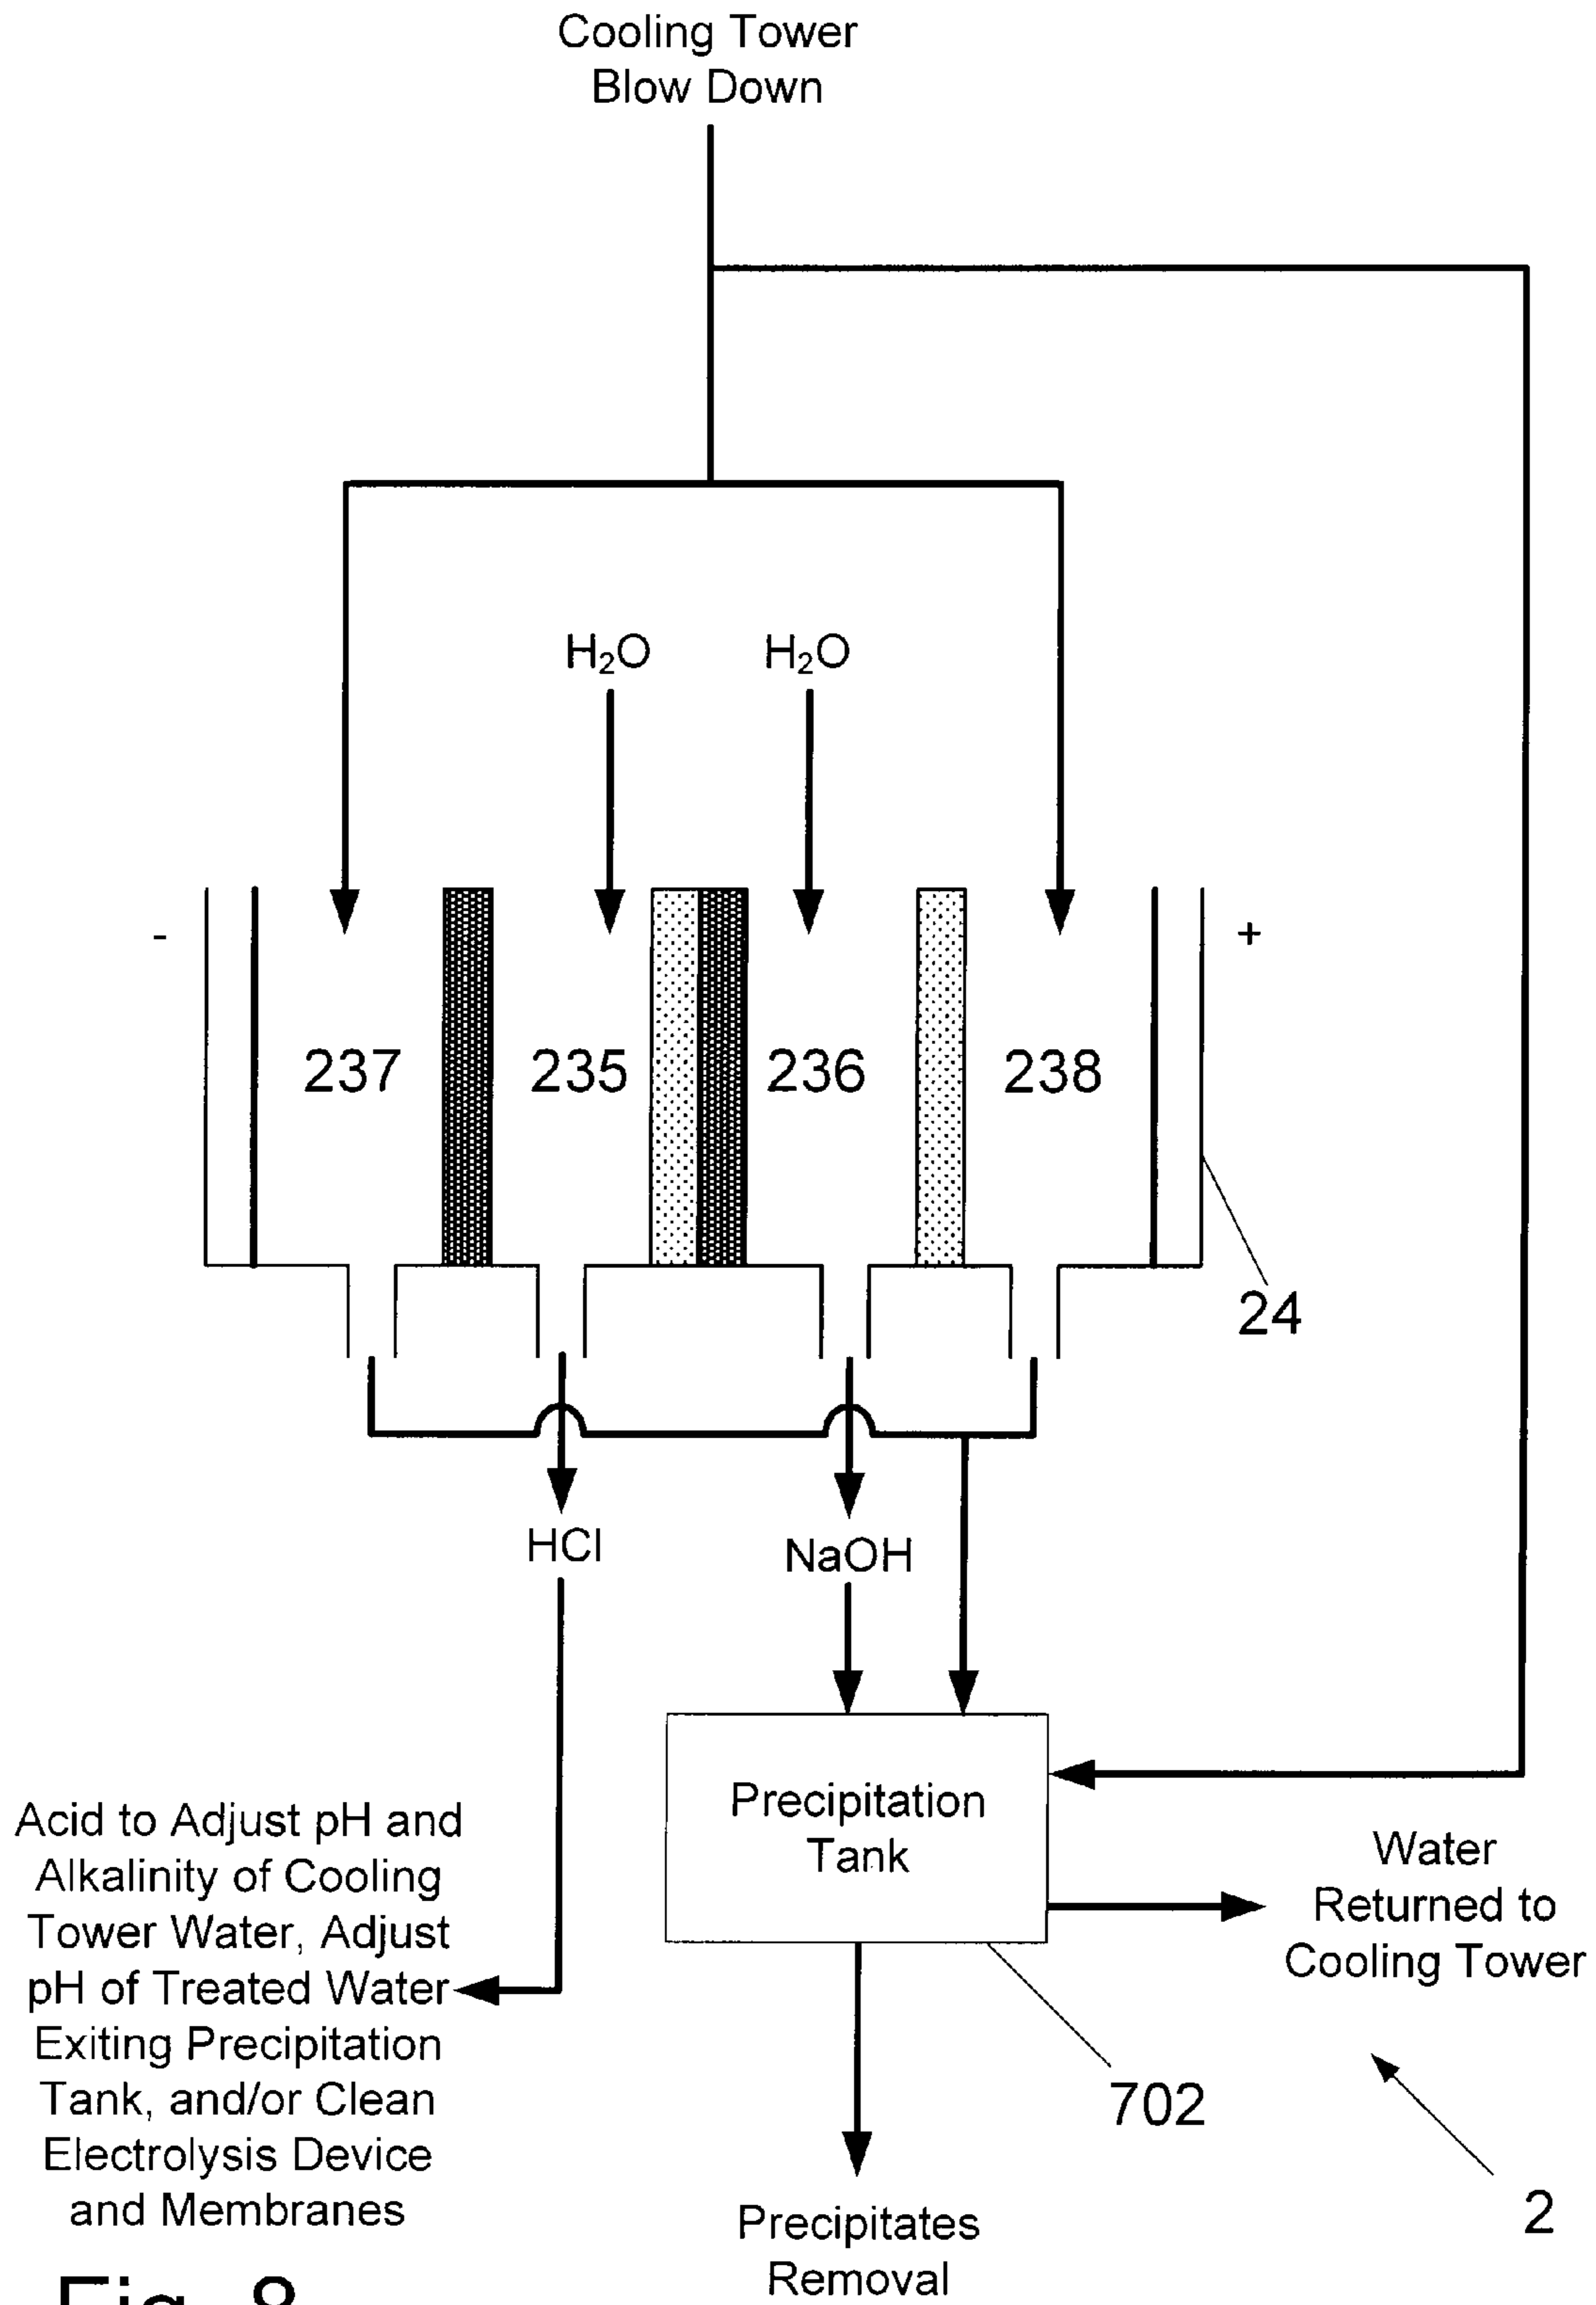 Cooling Tower
Blow Down
H₂O H₂O
- +
237 235 236 238
24
HCl NaOH
Precipitation
Tank
Acid to Adjust pH and
Alkalinity of Cooling
Tower Water, Adjust
pH of Treated Water
Exiting Precipitation
Tank, and/or Clean
Electrolysis Device
and Membranes
Water
Returned to
Cooling Tower
702
2
Precipitates
Removal
Fig. 8